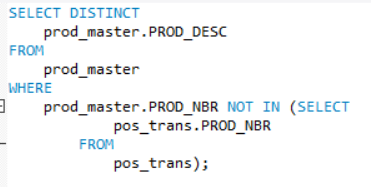 SELECT DISTINCT
prod_master.PROD_DESC
FROM
prod_master
WHERE
prod_master.PROD_NBR NOT IN (SELECT
pos_trans.PROD_NBR
FROM
pos_trans);